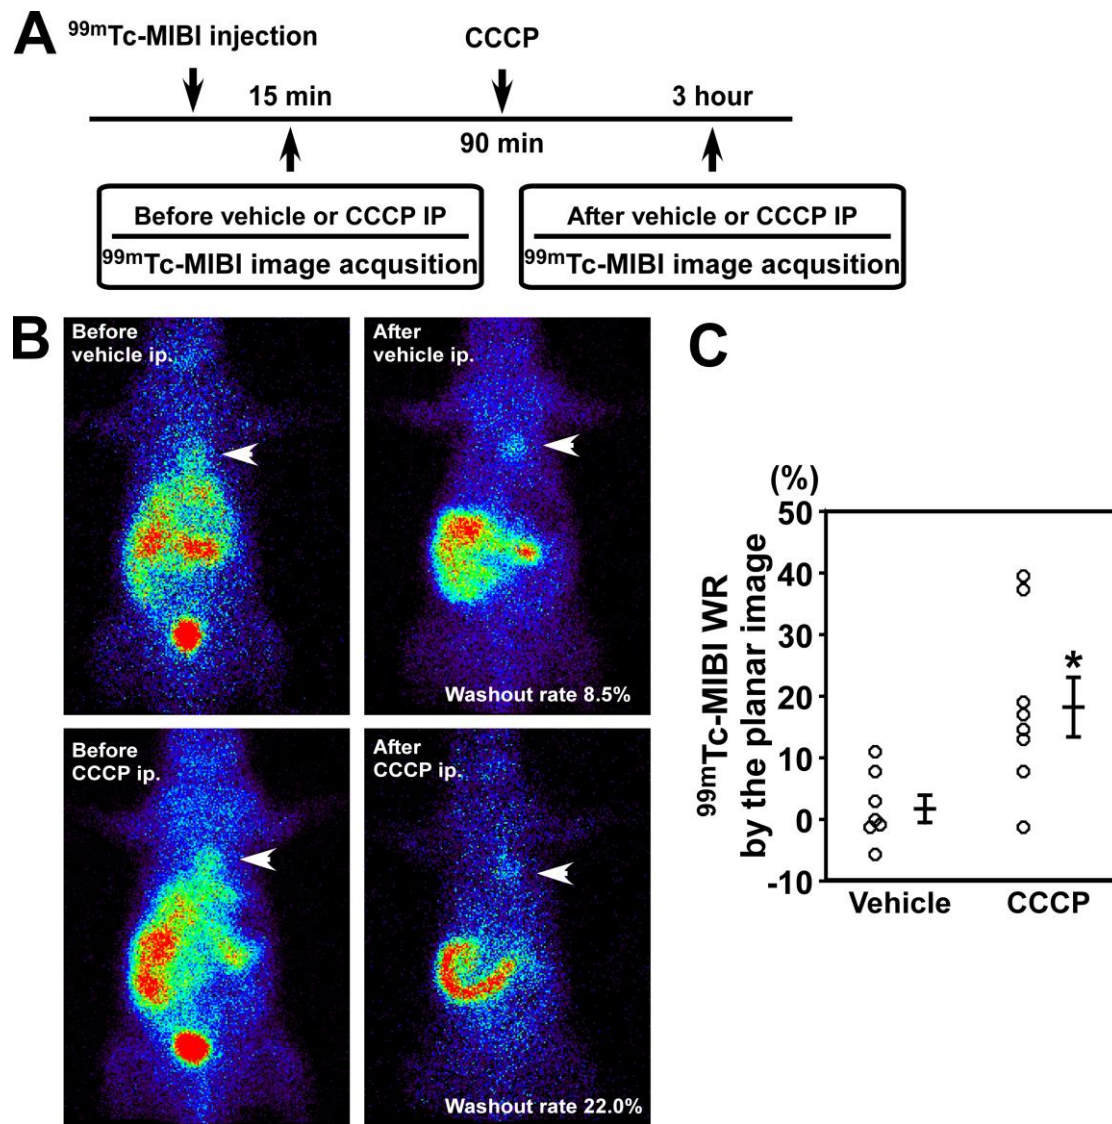 A
99mTc-MIBI injection
CCCP
15 min
3 hour
90 min
Before vehicle or CCCP IP
99mTc-MIBI image acqusition
After vehicle or CCCP IP
99mTc-MIBI image acqusition
B
Before
vehicle ip.
After
vehicle ip.
Washout rate 8.5%
Before
CCCP ip.
After
CCCP ip.
Washout rate 22.0%
C
(%)
99mTc-MIBI WR
by the planar image
50
40
30
20
10
0
-10
*
Vehicle
CCCP